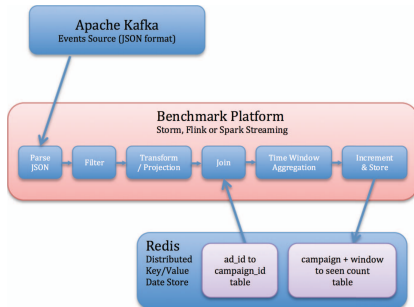 Apache Kafka
Events Source (JSON format)
Benchmark Platform
Storm, Flink or Spark Streaming
Parse
JSON
Filter
Transform
/ Projection
Join
Time Window
Aggregation
Increment
& Store
Redis
Distributed
Key/Value
Date Store
ad_id to
campaign_id
table
campaign + window
to seen count
table